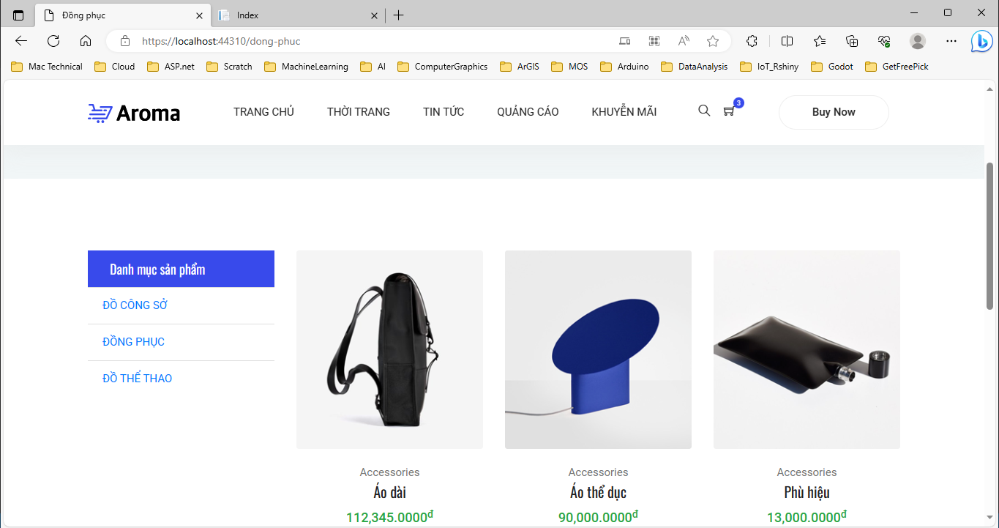 Đồng phục
Index
https://localhost:44310/dong-phuc
Mac Technical Cloud ASP.net Scratch MachineLearning AI ComputerGraphics ArGIS MOS Arduino DataAnalysis IoT_Rshiny Godot GetFreePick
Aroma
TRANG CHỦ THỜI TRANG TIN TỨC QUẢNG CÁO KHUYỄN MÃI
3
Buy Now
Danh mục sản phẩm
ĐỒ CÔNG SỞ
ĐỒNG PHỤC
ĐỒ THỂ THAO
Accessories
Áo dài
112,345.0000đ
Accessories
Áo thể dục
90,000.0000đ
Accessories
Phù hiệu
13,000.0000đ